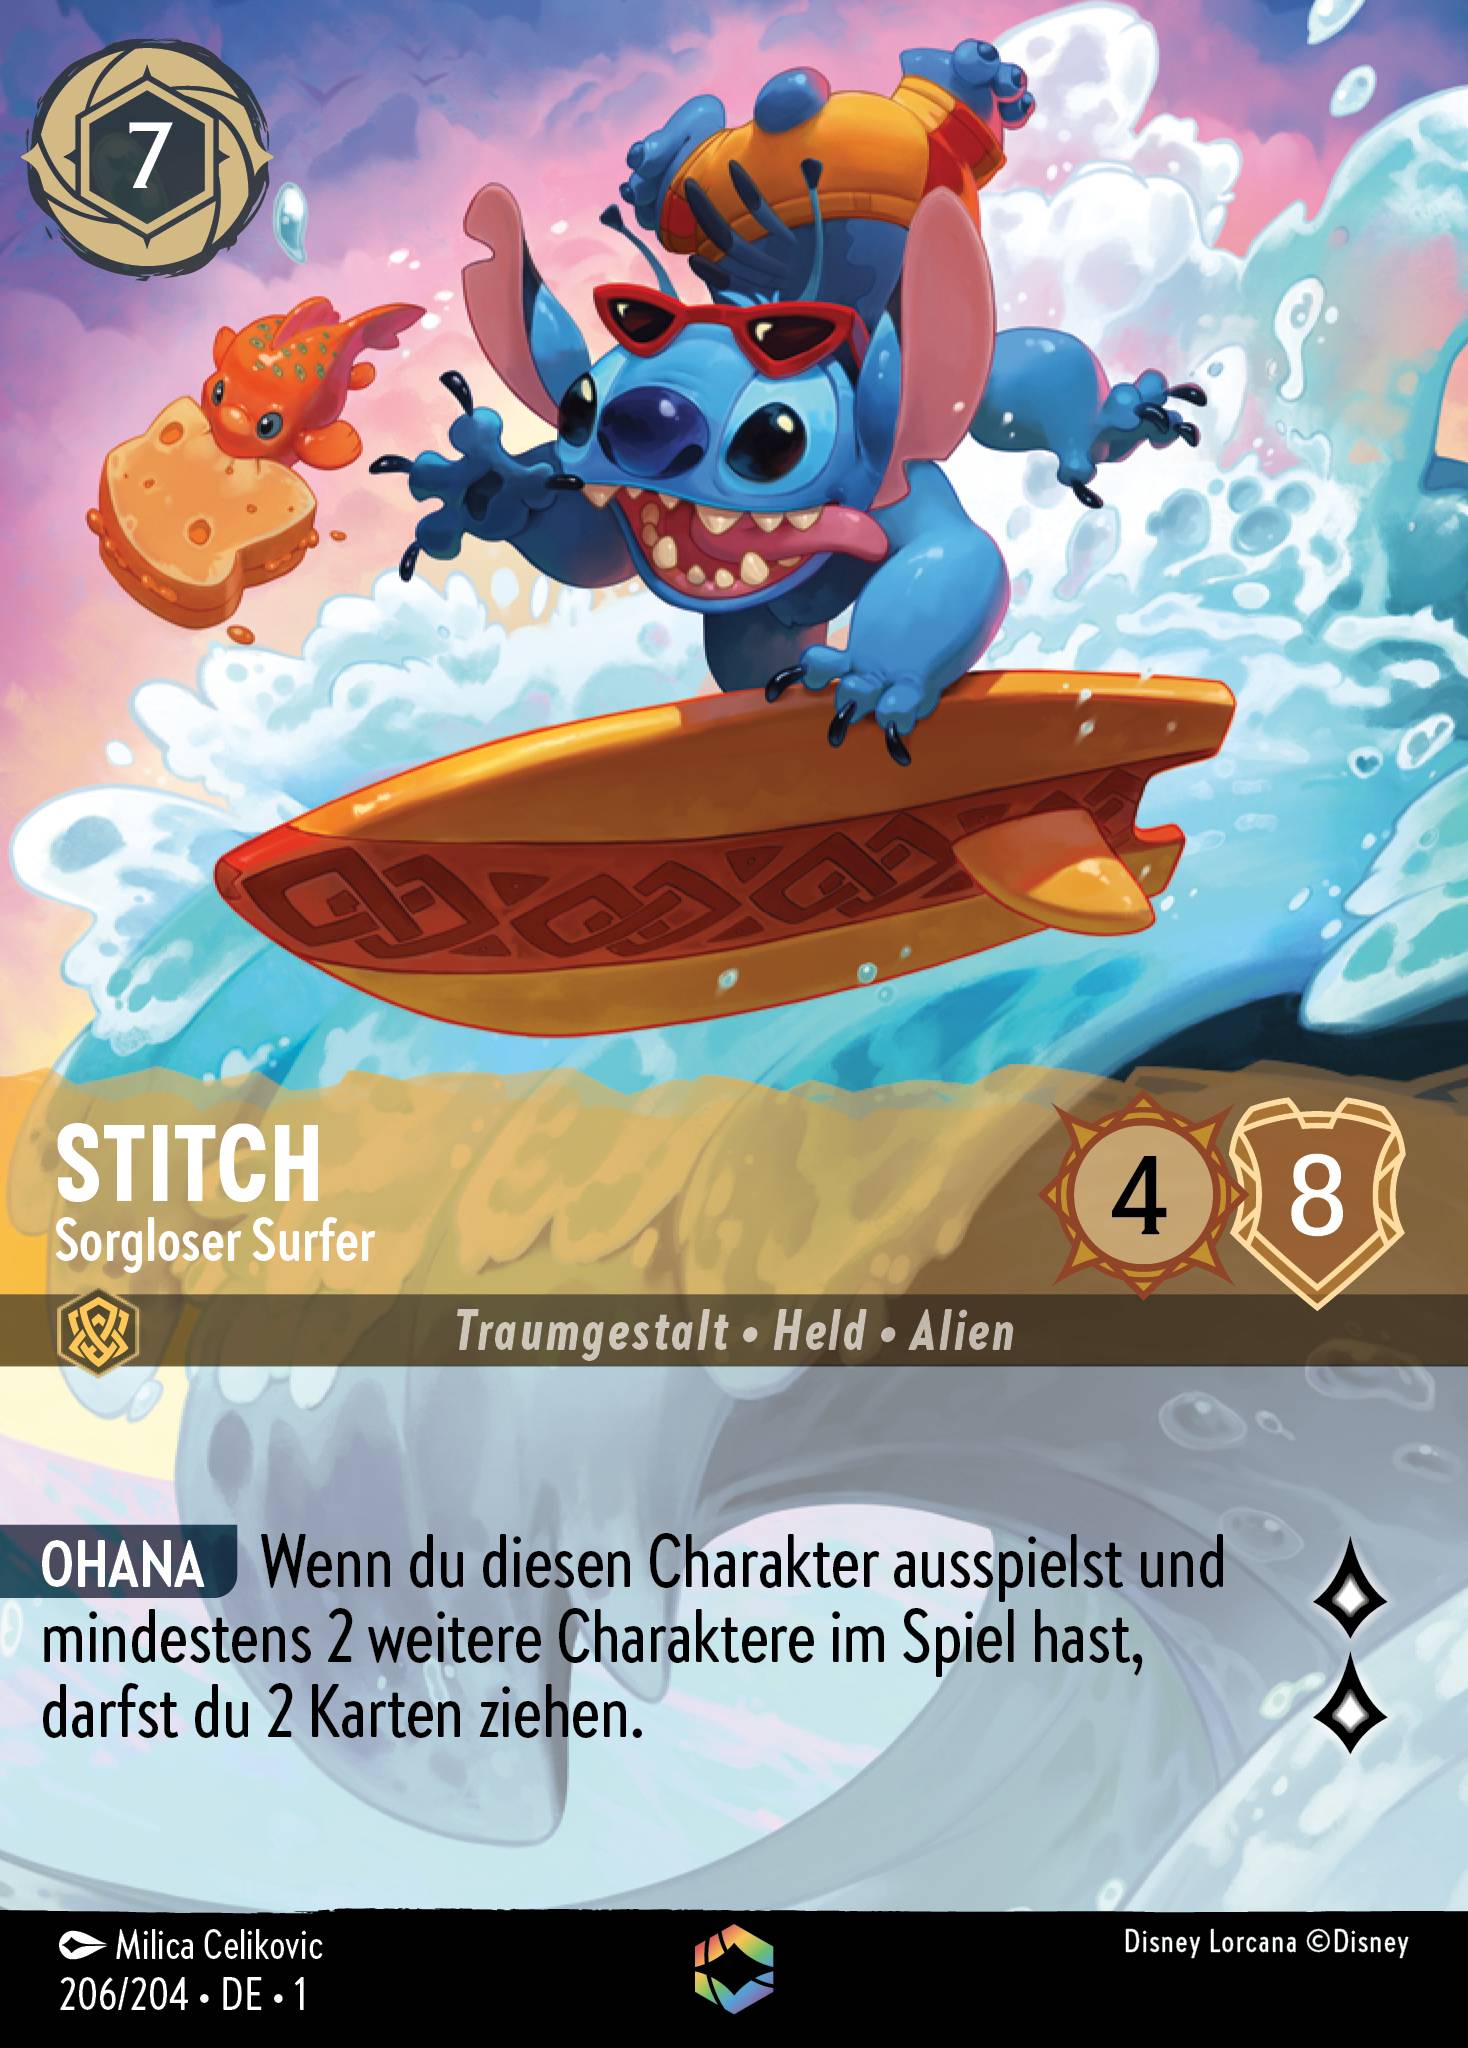 7
STITCH
Sorgloser Surfer
4
8
Traumgestalt • Held • Alien
OHANA Wenn du diesen Charakter ausspielst und
mindestens 2 weitere Charaktere im Spiel hast,
darfst du 2 Karten ziehen.
Milica Celikovic
Disney Lorcana ©Disney
206/204 • DE • 1